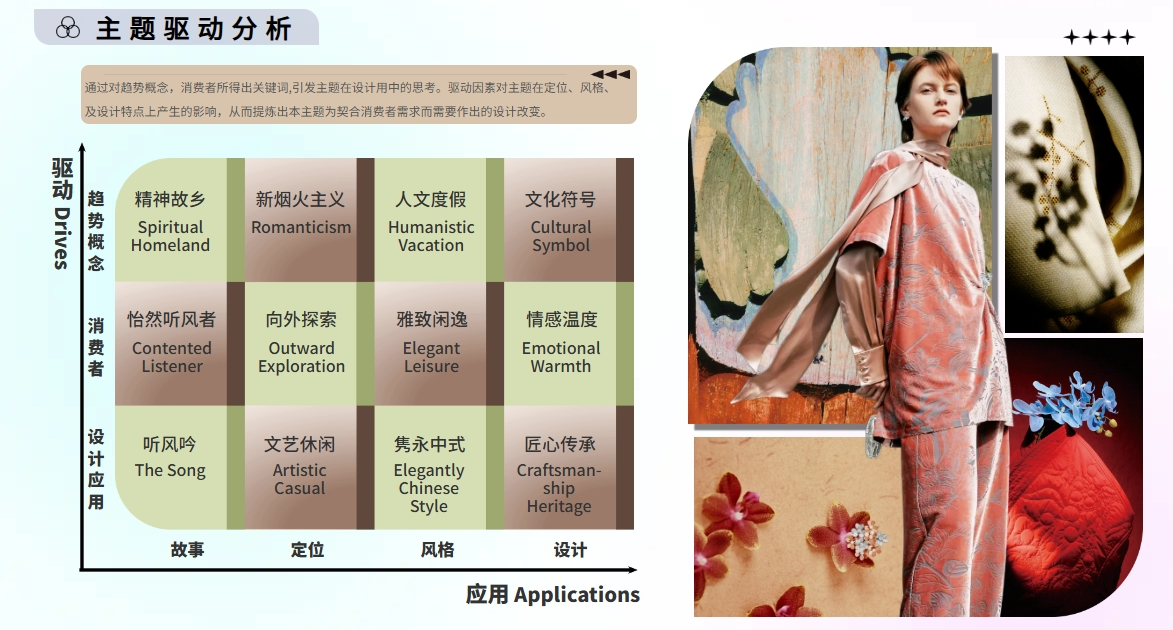 主题驱动分析
通过对趋势概念，消费者所得出关键词,引发主题在设计用中的思考。驱动因素对主题在定位、风格、
及设计特点上产生的影响，从而提炼出本主题为契合消费者需求而需要作出的设计改变。
驱动 Drives
趋势概念
精神故乡
Spiritual
Homeland
新烟火主义
Romanticism
人文度假
Humanistic
Vacation
文化符号
Cultural
Symbol
消费者
怡然听风者
Contented
Listener
向外探索
Outward
Exploration
雅致闲逸
Elegant
Leisure
情感温度
Emotional
Warmth
设计应用
听风吟
The Song
文艺休闲
Artistic
Casual
隽永中式
Elegantly
Chinese
Style
匠心传承
Craftsman-
ship
Heritage
故事
定位
风格
设计
应用 Applications